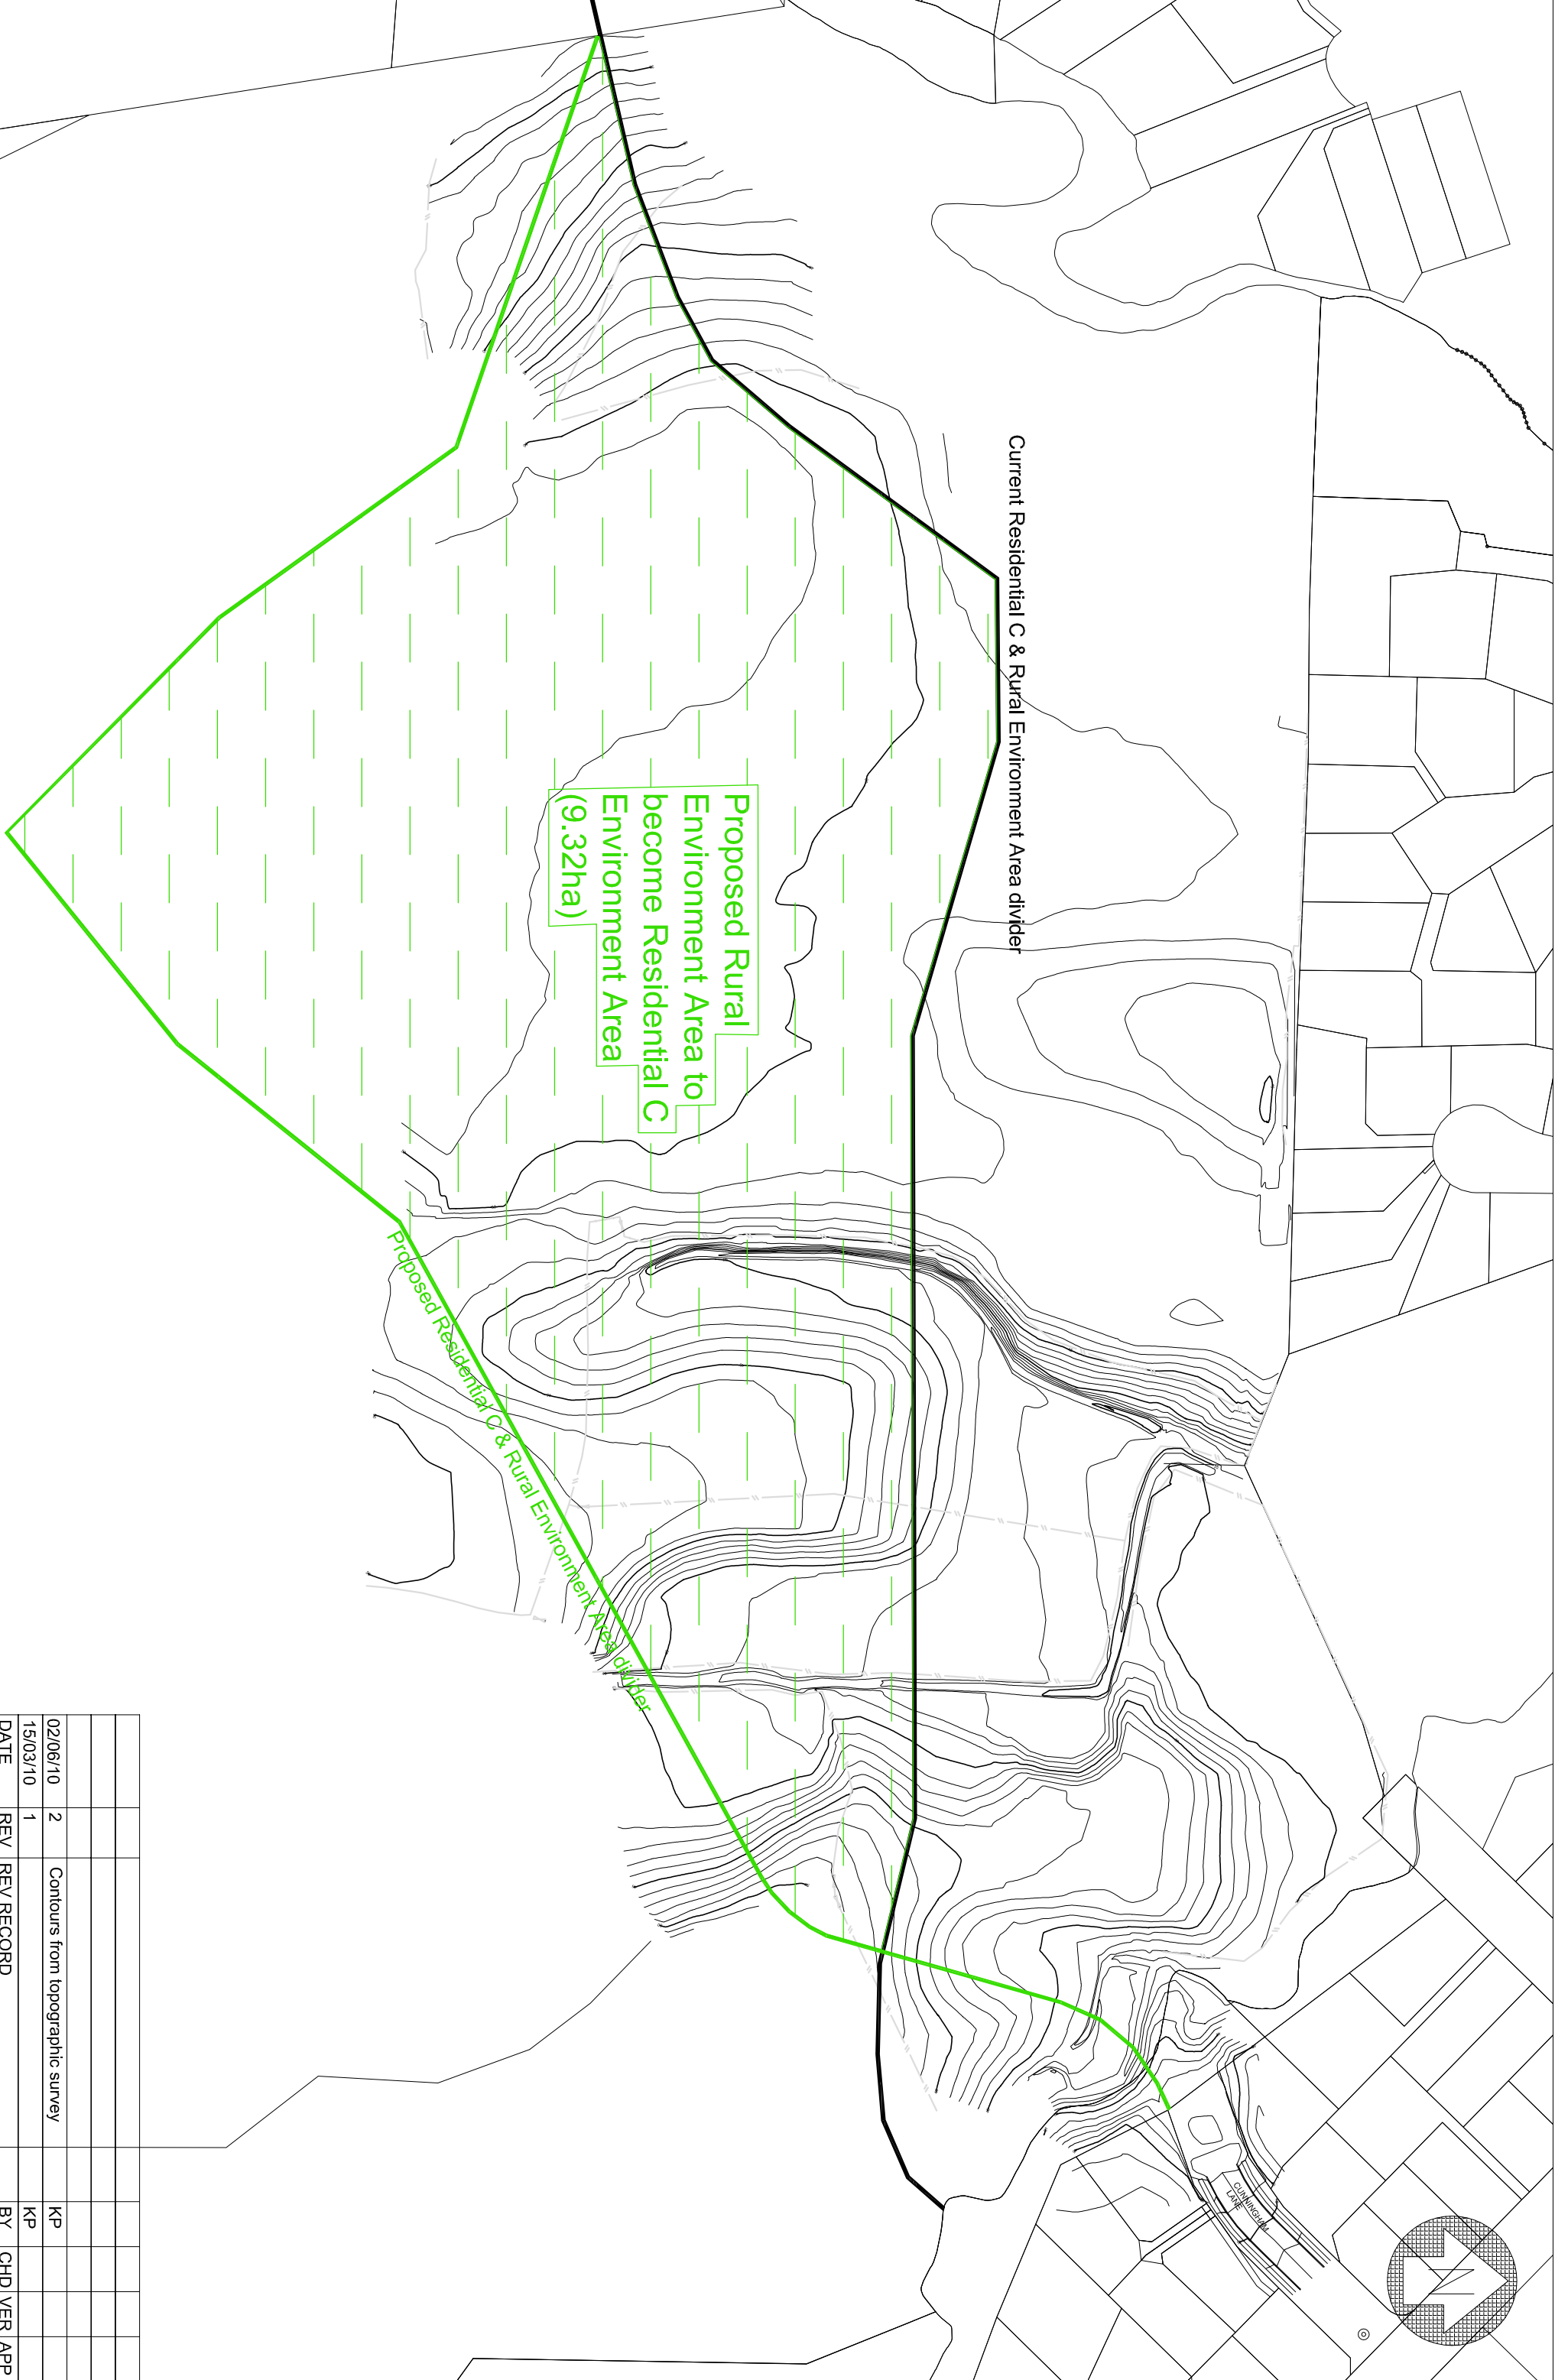 Current Residential C & Rural Environment Area divider
Proposed Rural
Environment Area to
become Residential C
Environment Area
(9.32ha)
Proposed Residential C & Rural Environment Area divider
CUNNINGHAM
LANE
N
02/06/10 2 Contours from topographic survey KP
15/03/10 1 KP
DATE REV REV RECORD BY CHD VER APP